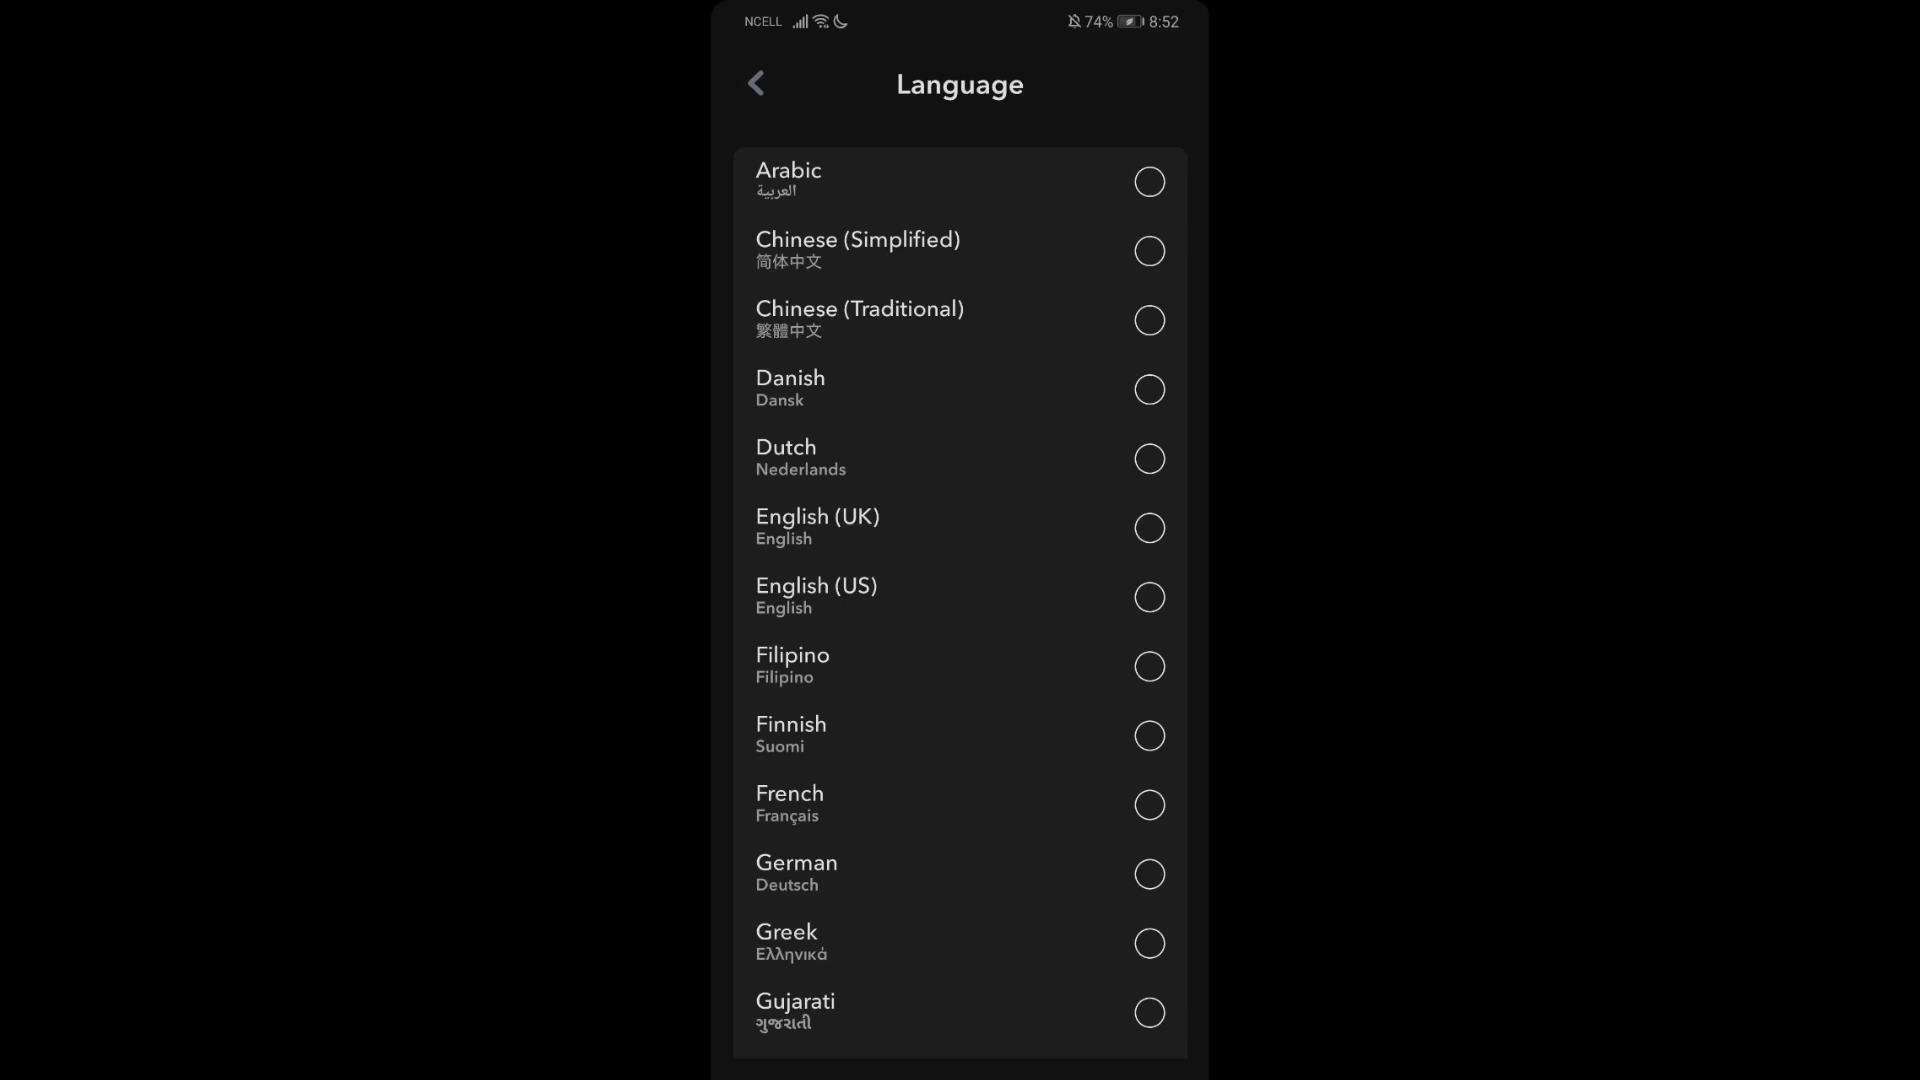 NCELL 74% 8:52
Language
Arabic
العربية
Chinese (Simplified)
简体中文
Chinese (Traditional)
繁體中文
Danish
Dansk
Dutch
Nederlands
English (UK)
English
English (US)
English
Filipino
Filipino
Finnish
Suomi
French
Français
German
Deutsch
Greek
Ελληνικά
Gujarati
ગુજરાતી